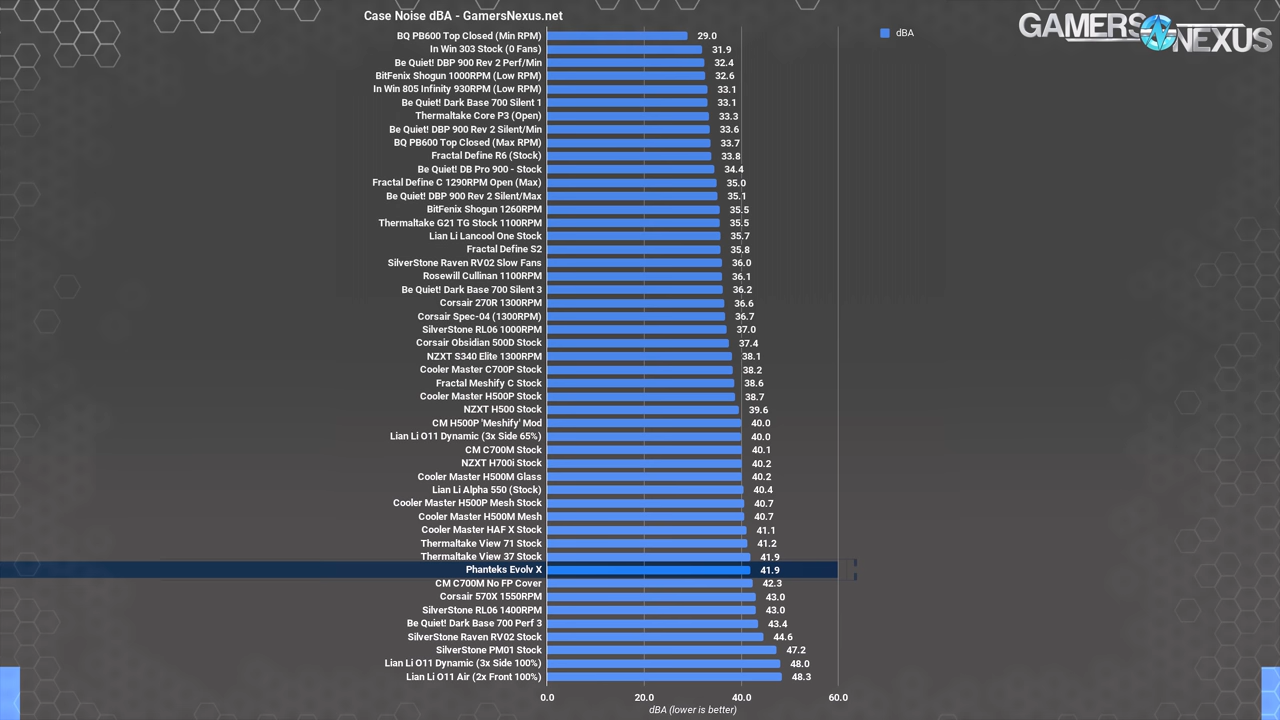 Case Noise dBA - GamersNexus.net
dBA
GAMERS NEXUS
BQ PB600 Top Closed (Min RPM) 29.0
In Win 303 Stock (0 Fans) 31.9
Be Quiet! DBP 900 Rev 2 Perf/Min 32.4
BitFenix Shogun 1000RPM (Low RPM) 32.6
In Win 805 Infinity 930RPM (Low RPM) 33.1
Be Quiet! Dark Base 700 Silent 1 33.1
Thermaltake Core P3 (Open) 33.3
Be Quiet! DBP 900 Rev 2 Silent/Min 33.6
BQ PB600 Top Closed (Max RPM) 33.7
Fractal Define R6 (Stock) 33.8
Be Quiet! DB Pro 900 - Stock 34.4
Fractal Define C 1290RPM Open (Max) 35.0
Be Quiet! DBP 900 Rev 2 Silent/Max 35.1
BitFenix Shogun 1260RPM 35.5
Thermaltake G21 TG Stock 1100RPM 35.5
Lian Li Lancool One Stock 35.7
Fractal Define S2 35.8
SilverStone Raven RV02 Slow Fans 36.0
Rosewill Cullinan 1100RPM 36.1
Be Quiet! Dark Base 700 Silent 3 36.2
Corsair 270R 1300RPM 36.6
Corsair Spec-04 (1300RPM) 36.7
SilverStone RL06 1000RPM 37.0
Corsair Obsidian 500D Stock 37.4
NZXT S340 Elite 1300RPM 38.1
Cooler Master C700P Stock 38.2
Fractal Meshify C Stock 38.6
Cooler Master H500P Stock 38.7
NZXT H500 Stock 39.6
CM H500P 'Meshify' Mod 40.0
Lian Li O11 Dynamic (3x Side 65%) 40.0
CM C700M Stock 40.1
NZXT H700i Stock 40.2
Cooler Master H500M Glass 40.2
Lian Li Alpha 550 (Stock) 40.4
Cooler Master H500P Mesh Stock 40.7
Cooler Master H500M Mesh 40.7
Cooler Master HAF X Stock 41.1
Thermaltake View 71 Stock 41.2
Thermaltake View 37 Stock 41.9
Phanteks Evolv X 41.9
CM C700M No FP Cover 42.3
Corsair 570X 1550RPM 43.0
SilverStone RL06 1400RPM 43.0
Be Quiet! Dark Base 700 Perf 3 43.4
SilverStone Raven RV02 Stock 44.6
SilverStone PM01 Stock 47.2
Lian Li O11 Dynamic (3x Side 100%) 48.0
Lian Li O11 Air (2x Front 100%) 48.3
0.0 20.0 40.0 60.0
dBA (lower is better)